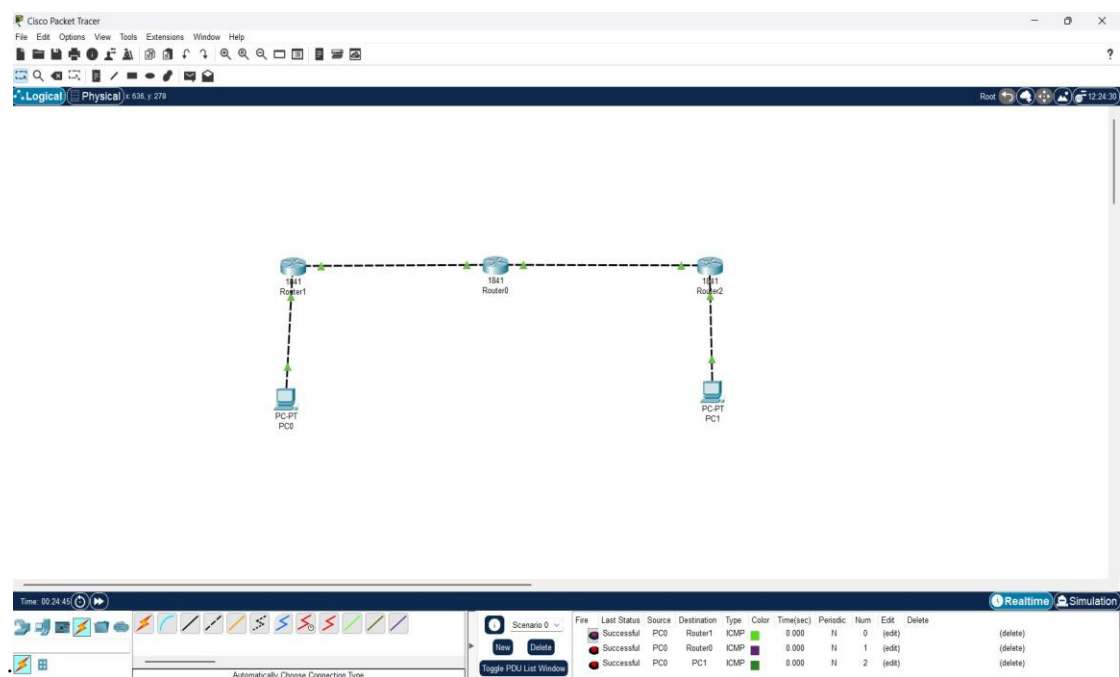 Cisco Packet Tracer
File Edit Options View Tools Extensions Window Help
?
Logical Physical x: 636, y: 278 Root 12:24:30
1841
Router1
1841
Router0
1841
Router2
PC-PT
PC0
PC-PT
PC1
Time: 00:24:45 Realtime Simulation
Scenario 0
New Delete
Toggle PDU List Window
Fire Last Status Source Destination Type Color Time(sec) Periodic Num Edit Delete
Successful PC0 Router1 ICMP 0.000 N 0 (edit) (delete)
Successful PC0 Router0 ICMP 0.000 N 1 (edit) (delete)
Successful PC0 PC1 ICMP 0.000 N 2 (edit) (delete)
Automatically Choose Connection Type